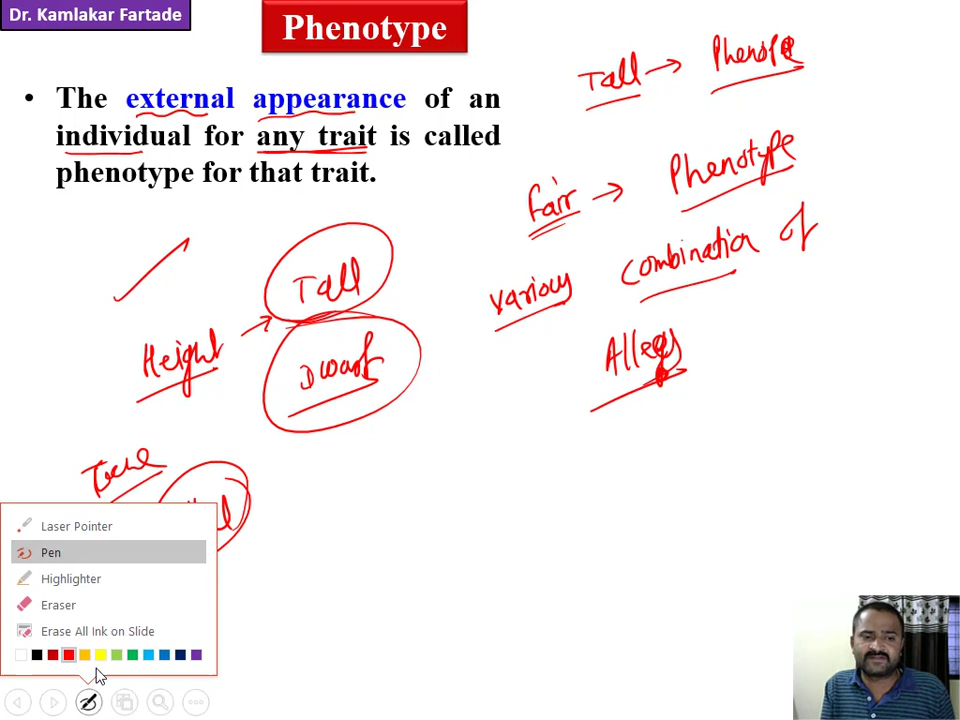 Dr. Kamlakar Fartade
Phenotype
• The external appearance of an
individual for any trait is called
phenotype for that trait.
Tall → Phenotype
Fair → Phenotype
various combination of
Alleles
Height → Tall
Dwarf
Laser Pointer
Pen
Highlighter
Eraser
Erase All Ink on Slide